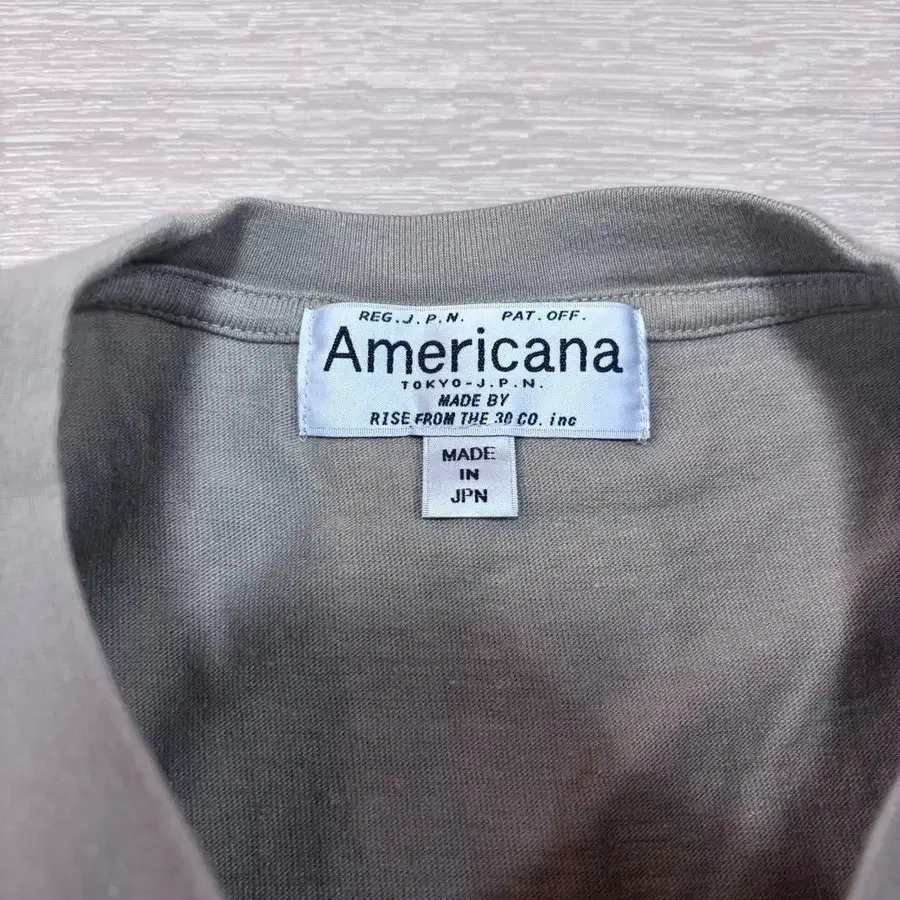 REG.J.P.N. PAT.OFF.
Americana
TOKYO-J.P.N.
MADE BY
RISE FROM THE 30 CO. inc
MADE
IN
JPN